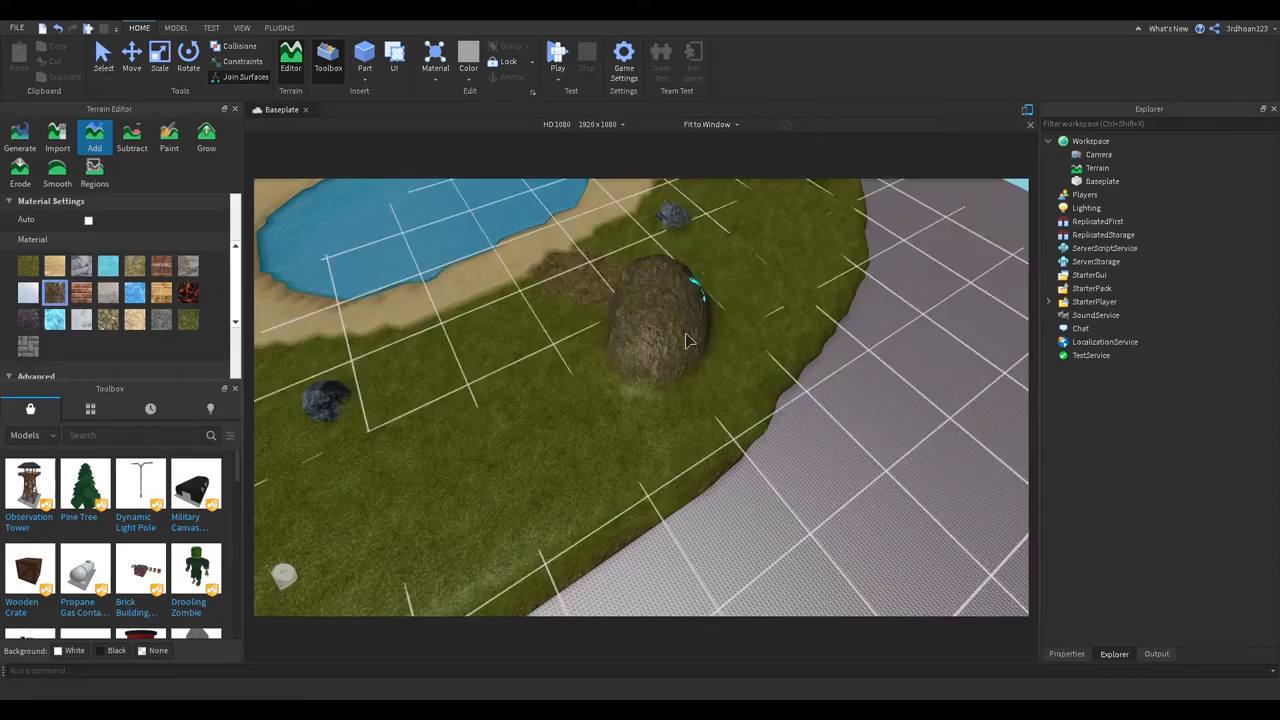 FILE HOME MODEL TEST VIEW PLUGINS What's New 3rdhoan123
Paste Copy Cut Duplicate Select Move Scale Rotate Collisions Constraints Join Surfaces Editor Toolbox Part UI Material Color Group Lock Anchor Play Stop Game Settings Team Test Exit Game
Clipboard Tools Terrain Insert Edit Test Settings Team Test
Terrain Editor
Baseplate
Explorer
HD 1080 1920 x 1080 Fit to Window
Filter workspace (Ctrl+Shift+X)
Generate Import Add Subtract Paint Grow
Erode Smooth Regions
Material Settings
Auto
Material
Advanced
Toolbox
Models Search
Observation Tower
Pine Tree
Dynamic Light Pole
Military Canvas...
Wooden Crate
Propane Gas Conta...
Brick Building...
Drooling Zombie
Background: White Black None
Run a command
Workspace
Camera
Terrain
Baseplate
Players
Lighting
ReplicatedFirst
ReplicatedStorage
ServerScriptService
ServerStorage
StarterGui
StarterPack
StarterPlayer
SoundService
Chat
LocalizationService
TestService
Properties Explorer Output